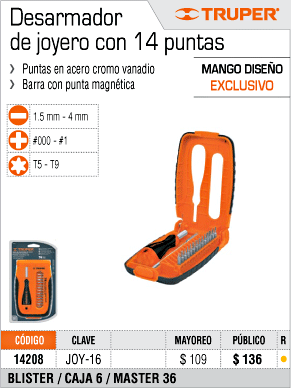 Desarmador
de joyero con 14 puntas
TRUPER®
Puntas en acero cromo vanadio
Barra con punta magnética
MANGO DISEÑO
EXCLUSIVO
1.5 mm - 4 mm
#000 - #1
T5 - T9
CÓDIGO CLAVE MAYOREO PÚBLICO R
14208 JOY-16 $ 109 $ 136
BLISTER / CAJA 6 / MASTER 36